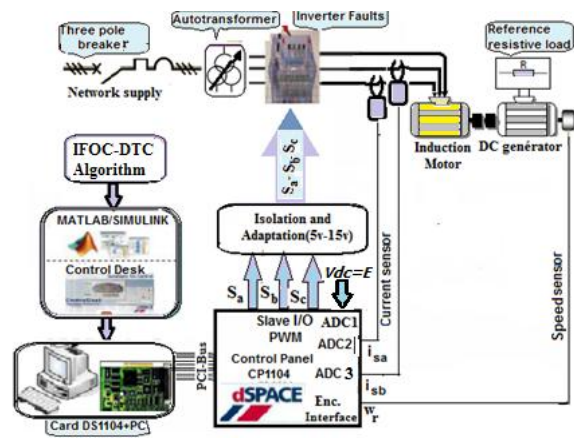 Autotransformer
Inverter Faults
Three pole
breaker
Reference
resistive load
R
Network supply
Induction
Motor
DC générator
IFOC-DTC
Algorithm
Sa- Sb- Sc
MATLAB/SIMULINK
Control Desk
Isolation and
Adaptation(5v-15v)
Current sensor
Speed sensor
Sa
Sb
Sc
Vdc=E
Slave I/O
PWM
ADC1
ADC2
Control Panel
CP1104
ADC 3
isa
isb
dSPACE
Enc.
Interface
wr
PCI-Bus
Card DS1104+PC